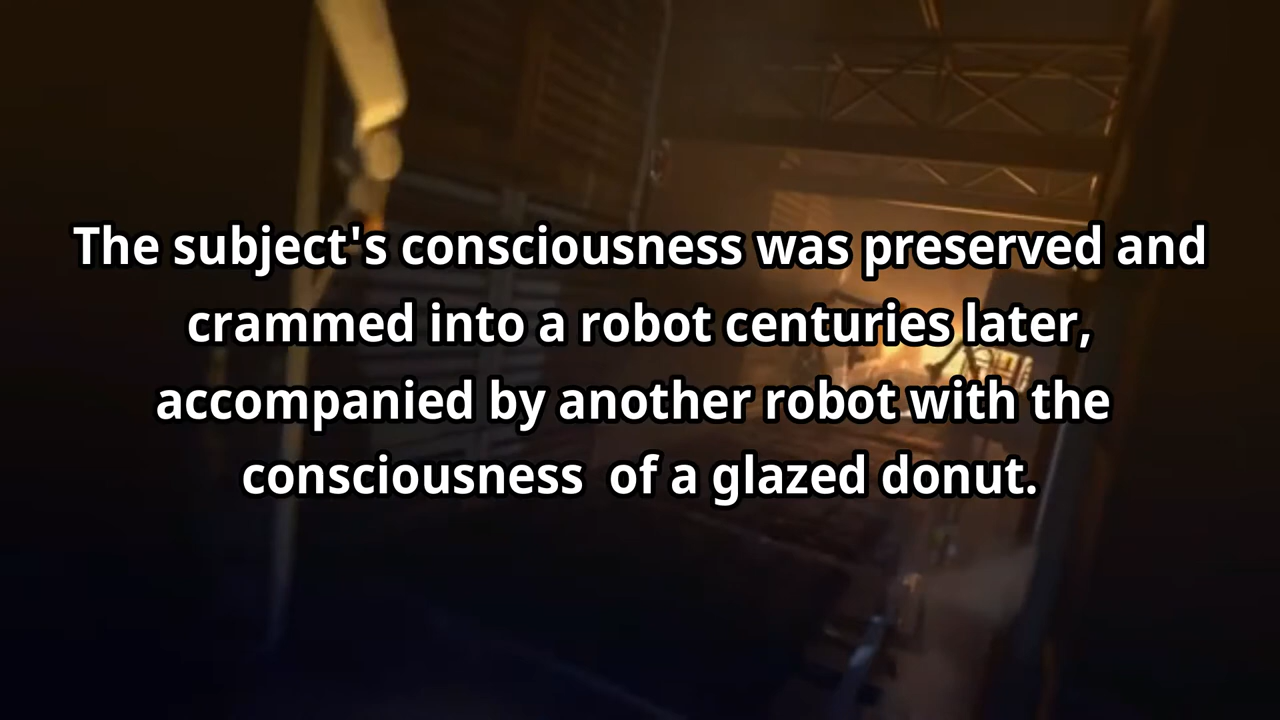 The subject's consciousness was preserved and
crammed into a robot centuries later,
accompanied by another robot with the
consciousness  of a glazed donut.